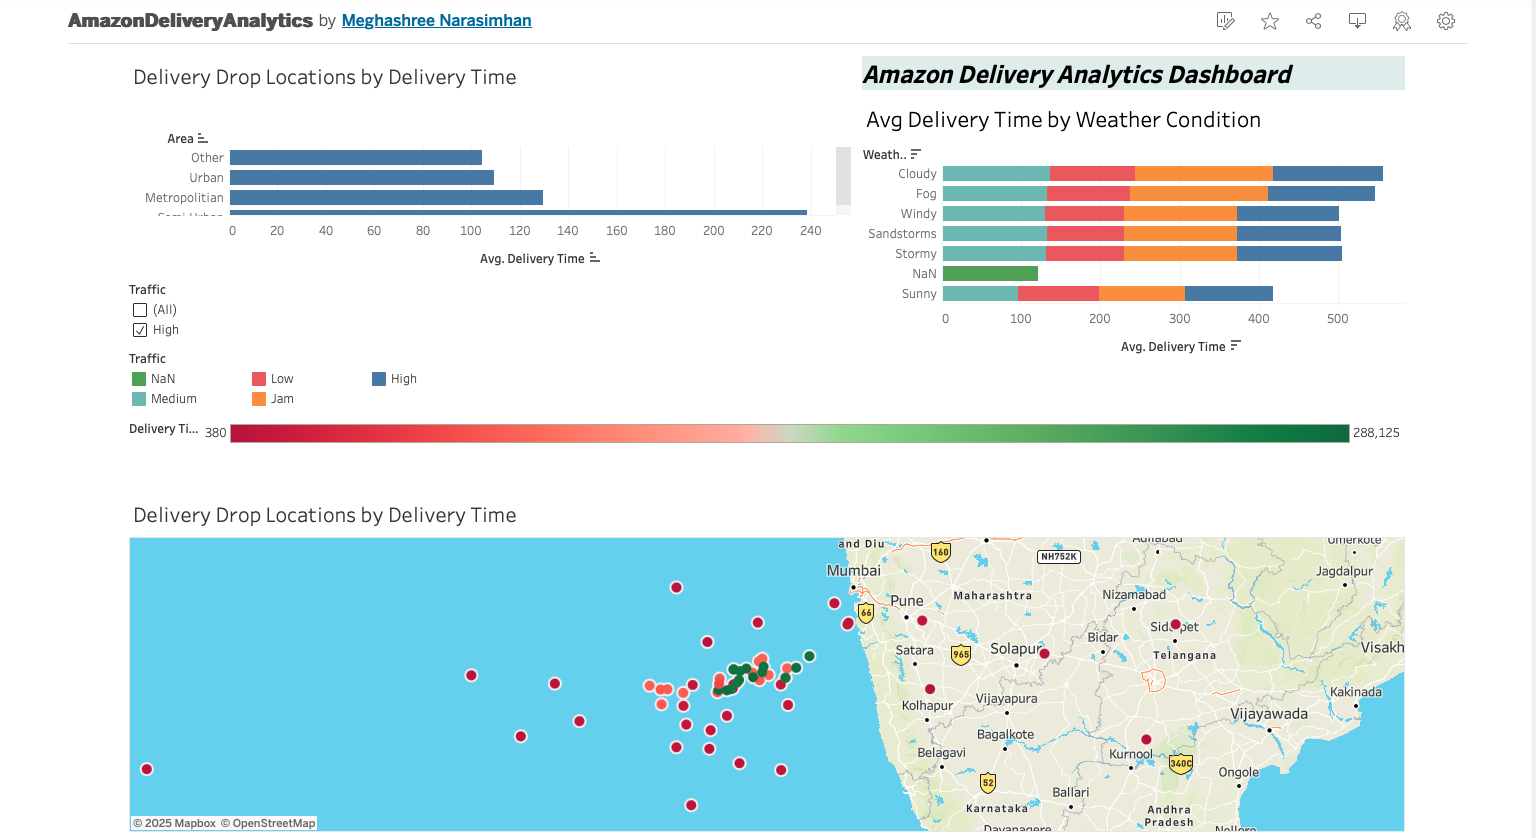 AmazonDeliveryAnalytics by Meghashree Narasimhan
Delivery Drop Locations by Delivery Time
Area
Other
Urban
Metropolitian
Semi-Urban
0 20 40 60 80 100 120 140 160 180 200 220 240
Avg. Delivery Time
Amazon Delivery Analytics Dashboard
Avg Delivery Time by Weather Condition
Weath..
Cloudy
Fog
Windy
Sandstorms
Stormy
NaN
Sunny
0 100 200 300 400 500
Avg. Delivery Time
Traffic
(All)
High
Traffic
NaN Low High
Medium Jam
Delivery Ti... 380 288,125
Delivery Drop Locations by Delivery Time
and Diu
160
NH752K
Adilabad
Umerkote
Mumbai
Jagdalpur
Pune
Maharashtra
Nizamabad
66
Satara
965
Solapur
Bidar
Telangana
Visakh
Kolhapur
Vijayapura
Kakinada
Vijayawada
Bagalkote
Belagavi
Kurnool
340C
Ongole
52
Ballari
Karnataka
Andhra
Pradesh
Davanagere
Nellore
© 2025 Mapbox © OpenStreetMap